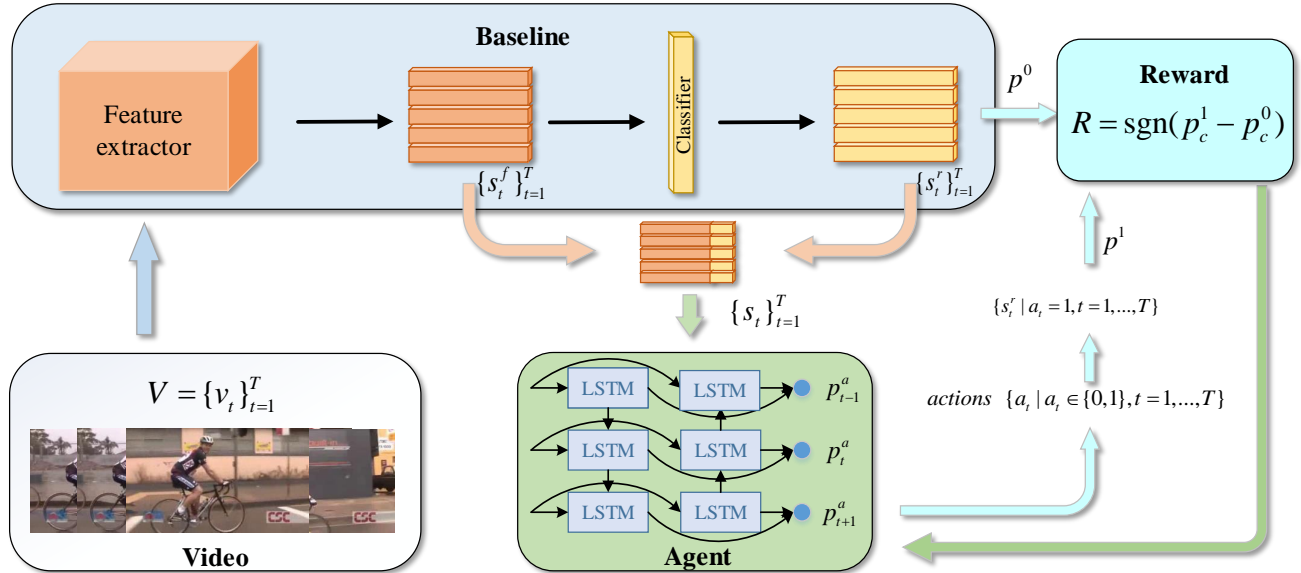 Baseline
Feature
extractor
Classifier
{s_t^f}_{t=1}^T
{s_t^r}_{t=1}^T
p^0
Reward
R = sgn(p_c^1 − p_c^0)
p^1
{s_t^r | a_t = 1, t = 1,...,T}
actions {a_t | a_t ∈ {0,1}, t = 1,...,T}
{s_t}_{t=1}^T
V = {v_t}_{t=1}^T
CSC
CSC
Video
LSTM LSTM p_{t-1}^a
LSTM LSTM p_t^a
LSTM LSTM p_{t+1}^a
Agent